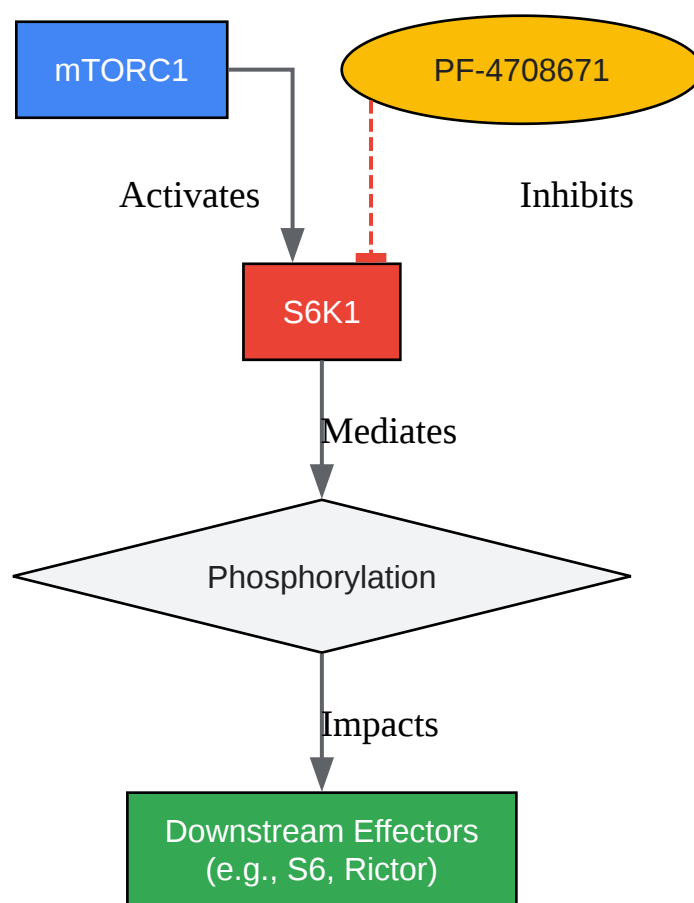 mTORC1
PF-4708671
Activates
Inhibits
S6K1
Mediates
Phosphorylation
Impacts
Downstream Effectors
(e.g., S6, Rictor)